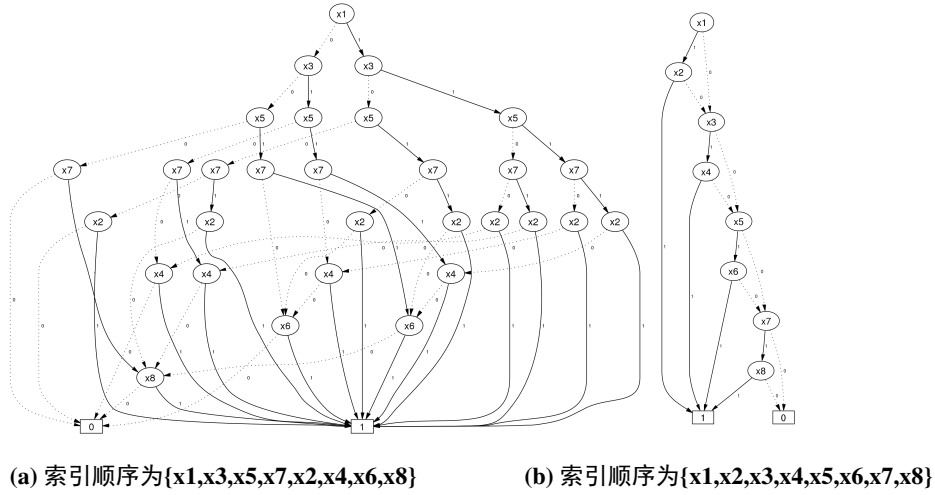 x1
x3 x3
x5 x5 x5 x5
x7 x7 x7 x7 x7 x7 x7 x7
x2 x2 x2 x2 x2 x2 x2 x2
x4 x4 x4 x4
x6 x6
x8
0 1
(a) 索引顺序为{x1,x3,x5,x7,x2,x4,x6,x8}
x1
x2
x3
x4
x5
x6
x7
x8
1 0
(b) 索引顺序为{x1,x2,x3,x4,x5,x6,x7,x8}